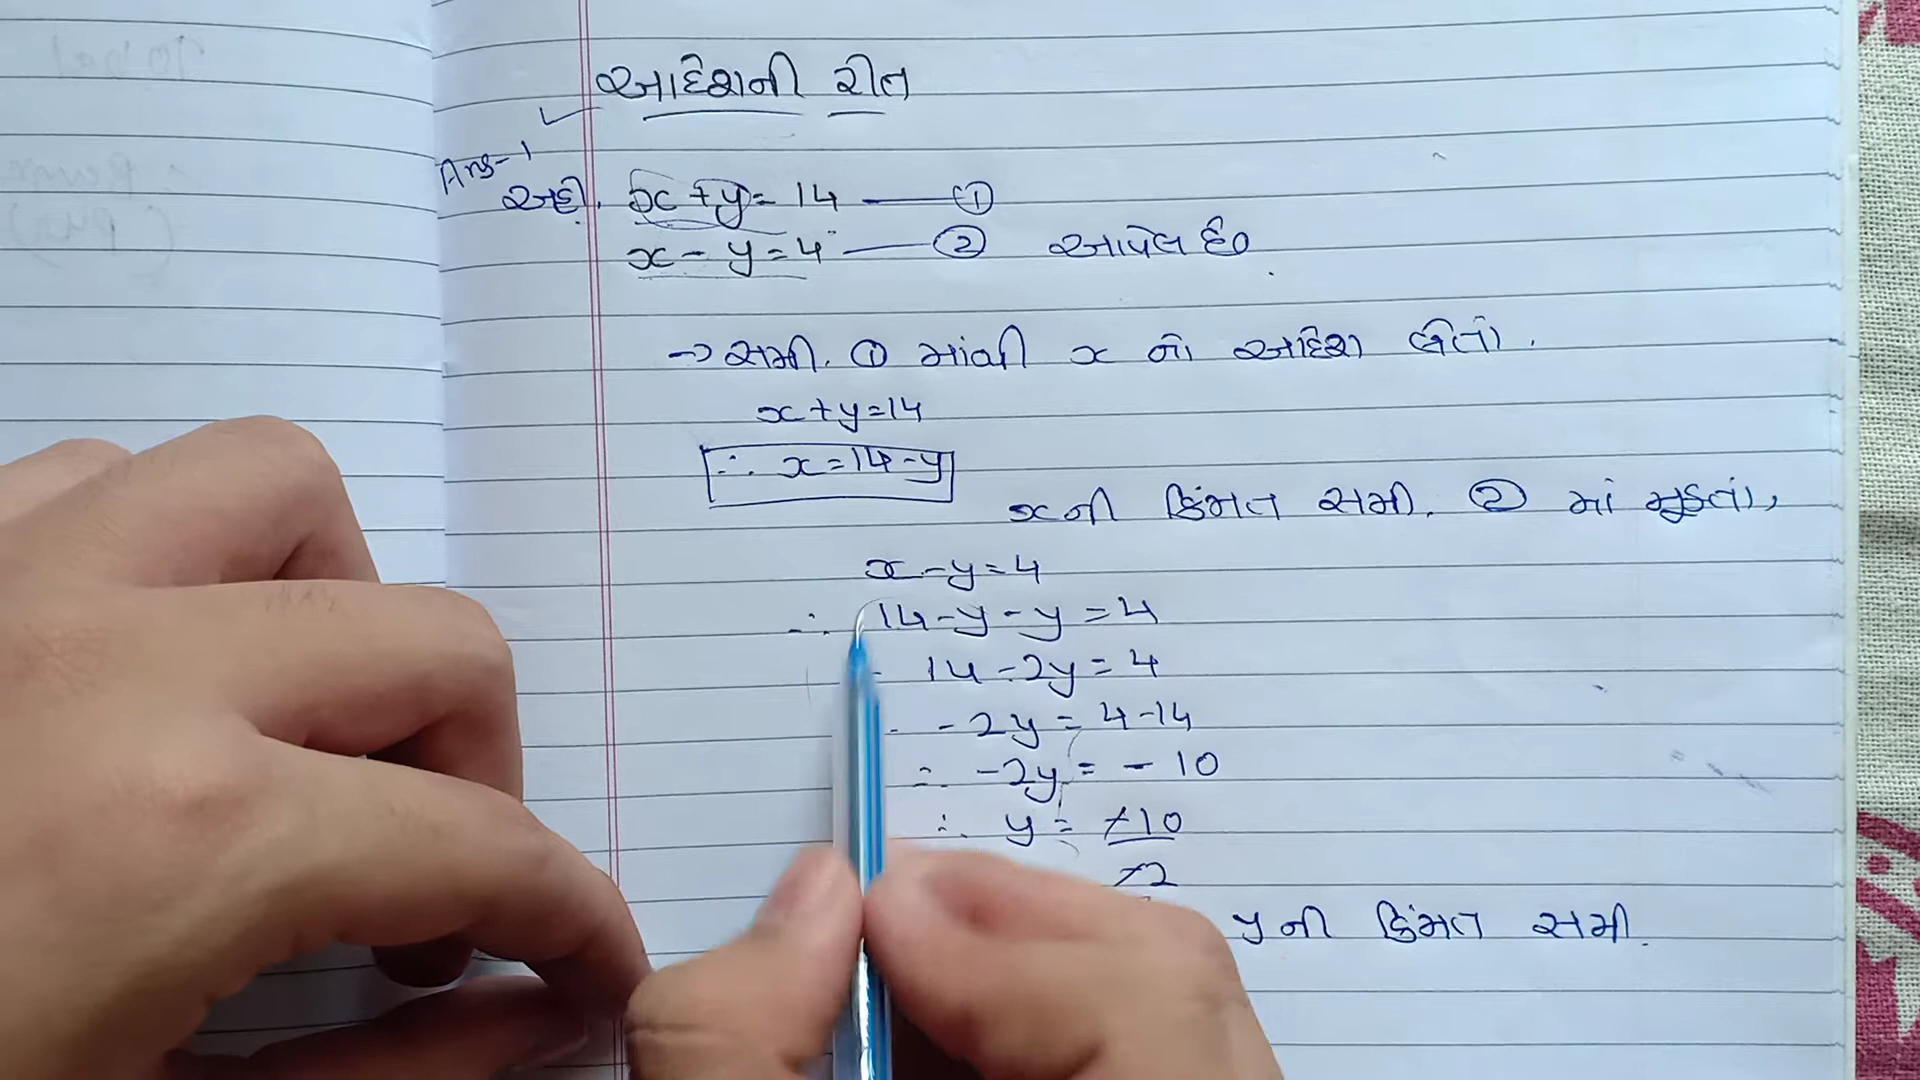 આદેશની રીત
Ans-1
અહીં. x + y = 14 —— ①
x - y = 4 —— ② આપેલ છે.
→ સમી. ① માંથી x નો આદેશ લેતાં.
x + y = 14
∴ x = 14 - y
x ની કિંમત સમી. ② માં મુકતાં,
x - y = 4
∴ 14 - y - y = 4
14 - 2y = 4
- 2y = 4 - 14
∴ - 2y = - 10
∴ y = -10
-2
y ની કિંમત સમી.